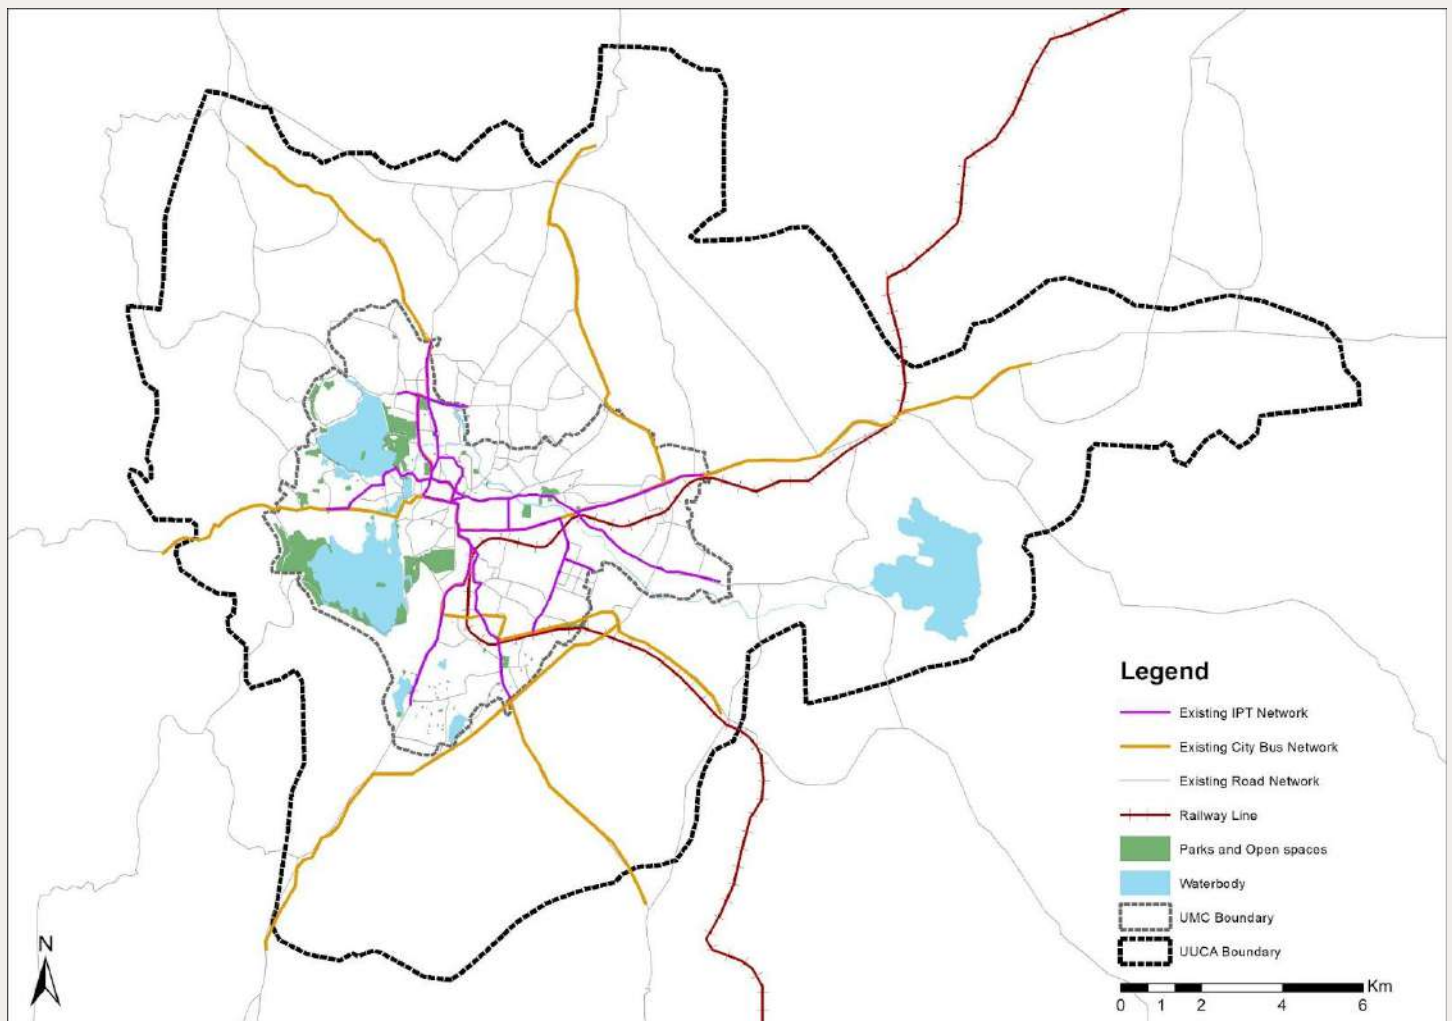 Legend
Existing IPT Network
Existing City Bus Network
Existing Road Network
Railway Line
Parks and Open spaces
Waterbody
UMC Boundary
UUCA Boundary
N
Km
0 1 2 4 6